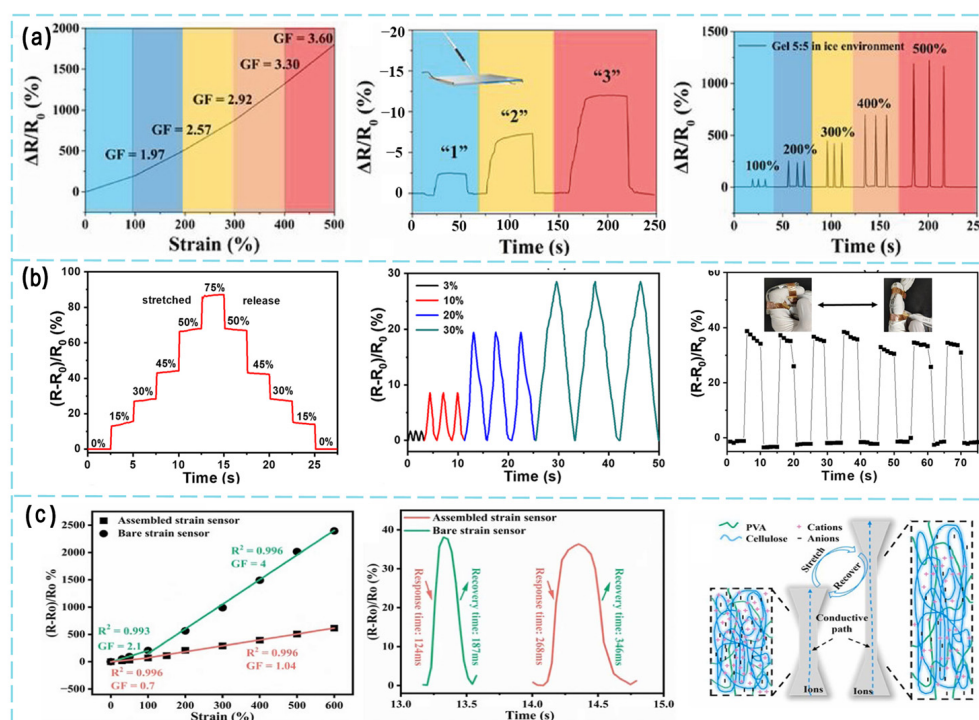 (a)
ΔR/R0 (%)
2000
1500
1000
500
0
GF = 3.60
GF = 3.30
GF = 2.92
GF = 2.57
GF = 1.97
0 100 200 300 400 500
Strain (%)
ΔR/R0 (%)
-20
-15
-10
-5
0
"1"
"2"
"3"
0 50 100 150 200 250
Time (s)
ΔR/R0 (%)
1500
1200
900
600
300
0
Gel 5:5 in ice environment
500%
400%
300%
200%
100%
0 50 100 150 200 250
Time (s)
(b)
(R-R0)/R0 (%)
100
80
60
40
20
0
75%
stretched release
50% 50%
45% 45%
30% 30%
15% 15%
0% 0%
0 5 10 15 20 25
Time (s)
(R-R0)/R0 (%)
30
20
10
0
3%
10%
20%
30%
0 10 20 30 40 50
Time (s)
(R-R0)/R0 (%)
60
40
20
0
0 10 20 30 40 50 60 70
Time (s)
(c)
(R-Ro)/Ro %
2500
2000
1500
1000
500
0
-500
Assembled strain sensor
Bare strain sensor
R² = 0.996
GF = 4
R² = 0.993
GF = 2.1
R² = 0.996
GF = 0.7
R² = 0.996
GF = 1.04
0 100 200 300 400 500 600
Strain (%)
(R-Ro)/Ro (%)
40
30
20
10
0
Assembled strain sensor
Bare strain sensor
Response time: 124ms
Recovery time: 187ms
Response time: 268ms
Recovery time: 346ms
13.0 13.5 14.0 14.5 15.0
Time (s)
PVA
Cellulose
+ Cations
- Anions
Stretch
Recover
Conductive
path
Ions
Ions